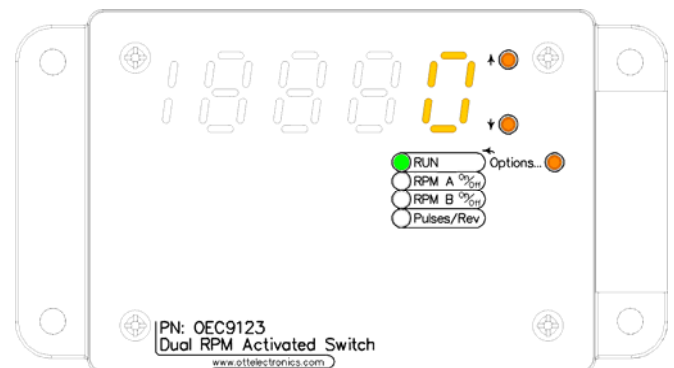 0
RUN
Options...
RPM A On/Off
RPM B On/Off
Pulses/Rev
PN: OEC9123
Dual RPM Activated Switch
www.ottelectronics.com